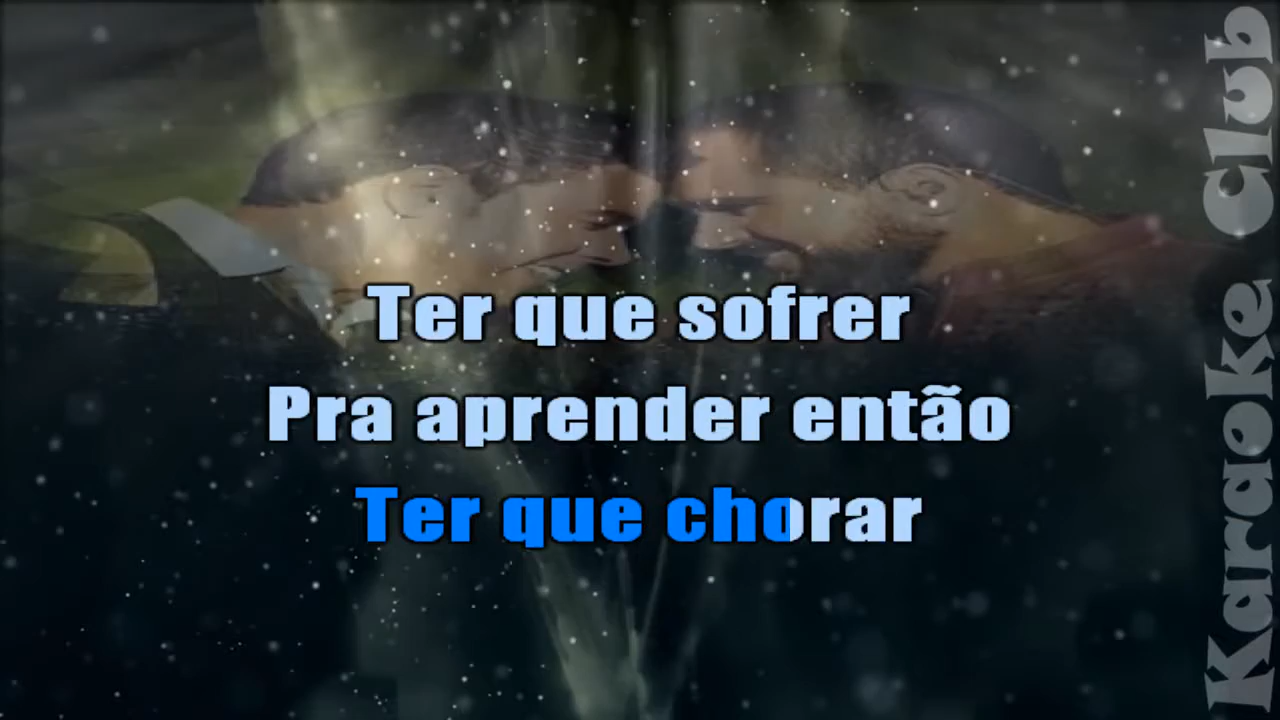 Ter que sofrer
Pra aprender então
Ter que chorar
Karaoke Club